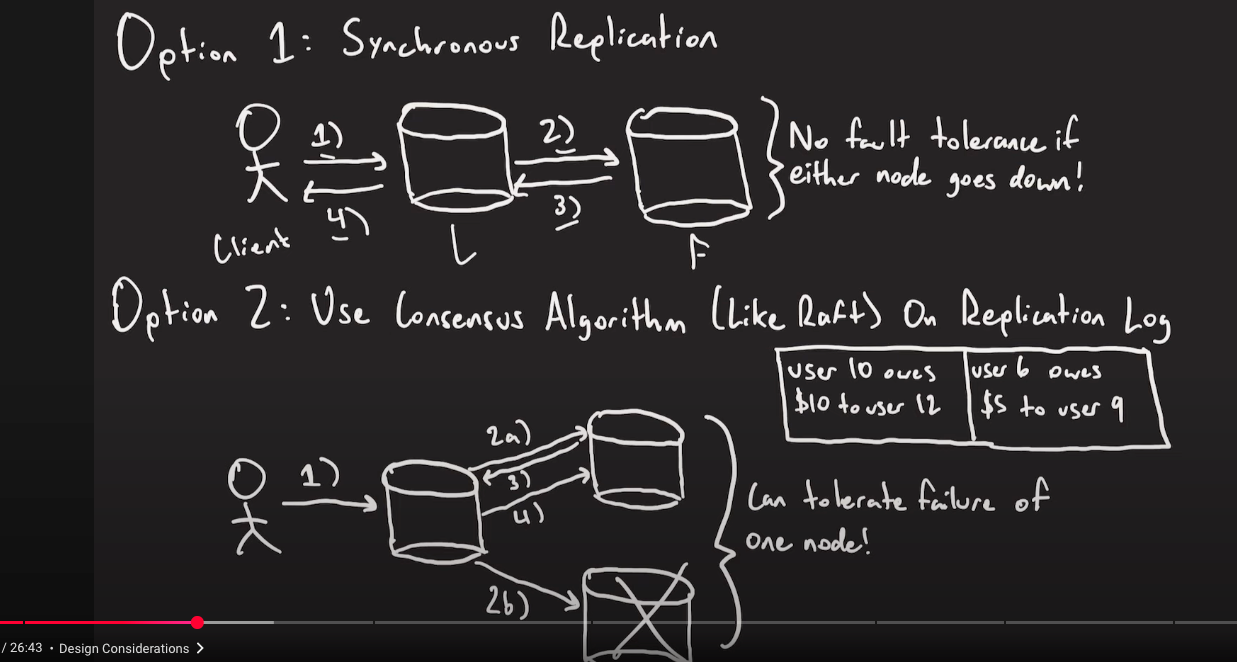 Option 1: Synchronous Replication
1)
2)
No fault tolerance if
either node goes down!
4)
3)
Client
L
F
Option 2: Use Consensus Algorithm (Like Raft) On Replication Log
user 10 owes
$10 to user 12
user 6 owes
$5 to user 9
2a)
1)
3)
4)
Can tolerate failure of
one node!
2b)
/ 26:43 • Design Considerations >